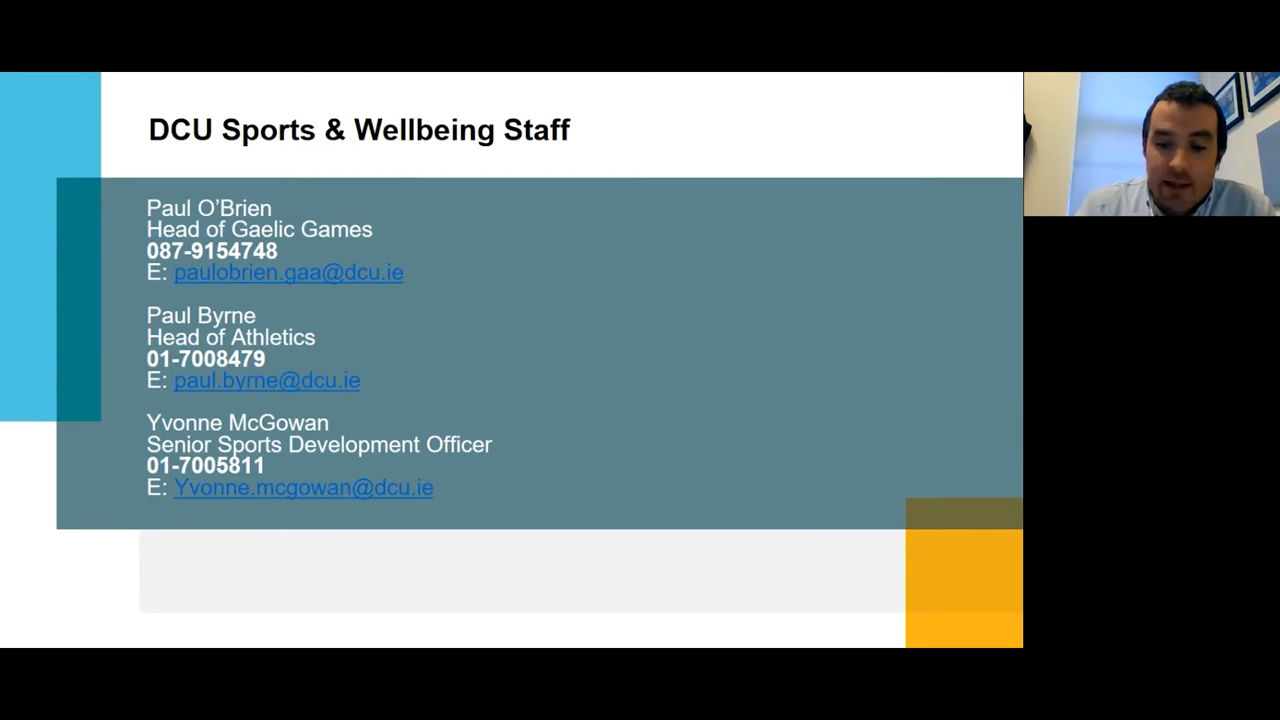 DCU Sports & Wellbeing Staff
Paul O’Brien
Head of Gaelic Games
087-9154748
E: paulobrien.gaa@dcu.ie
Paul Byrne
Head of Athletics
01-7008479
E: paul.byrne@dcu.ie
Yvonne McGowan
Senior Sports Development Officer
01-7005811
E: Yvonne.mcgowan@dcu.ie